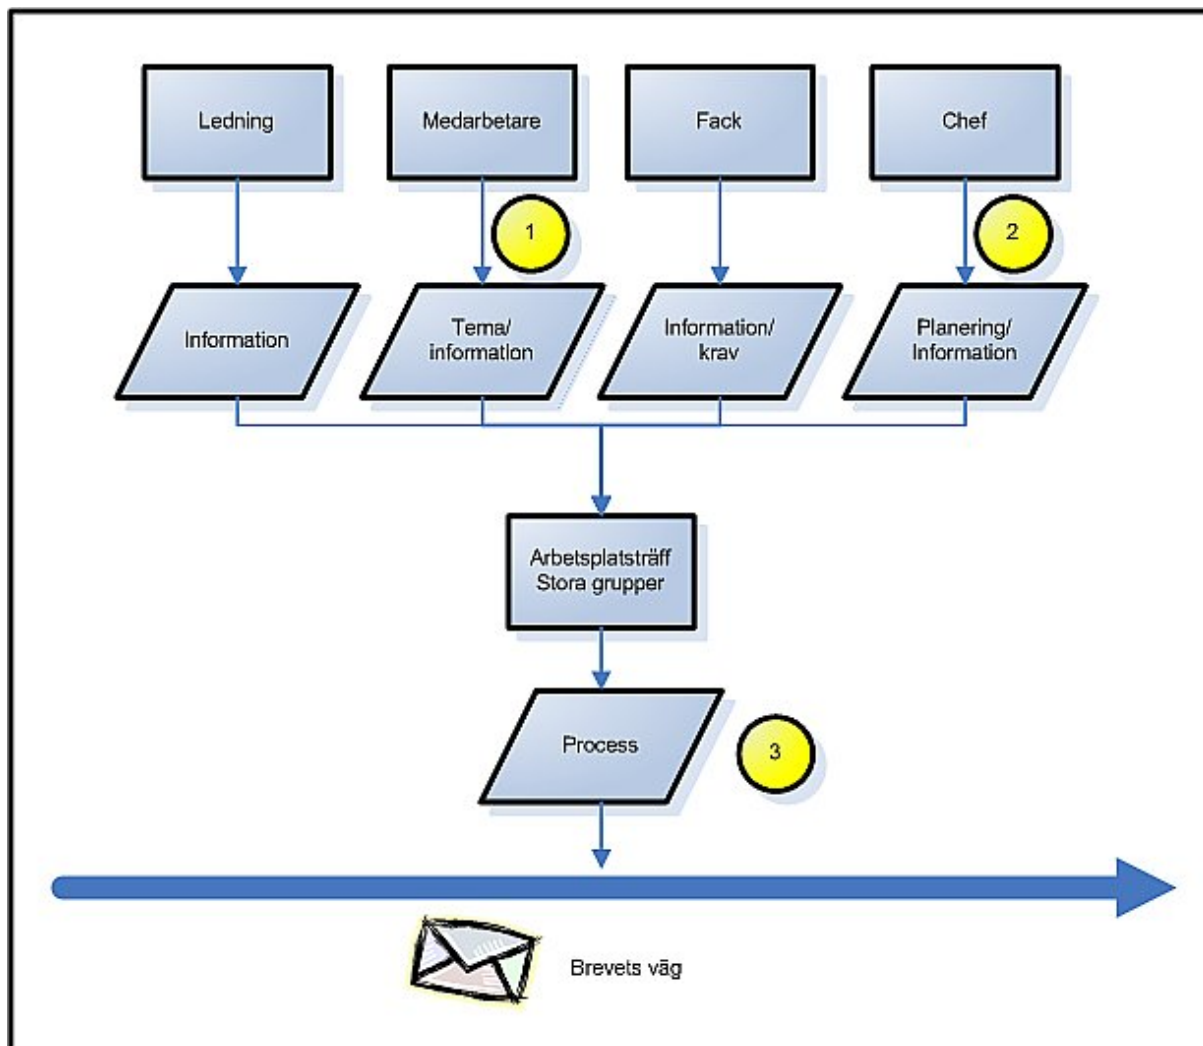 Ledning
Medarbetare
Fack
Chef
1
2
Information
Tema/
information
Information/
krav
Planering/
Information
Arbetsplatsträff
Stora grupper
Process
3
Brevets väg